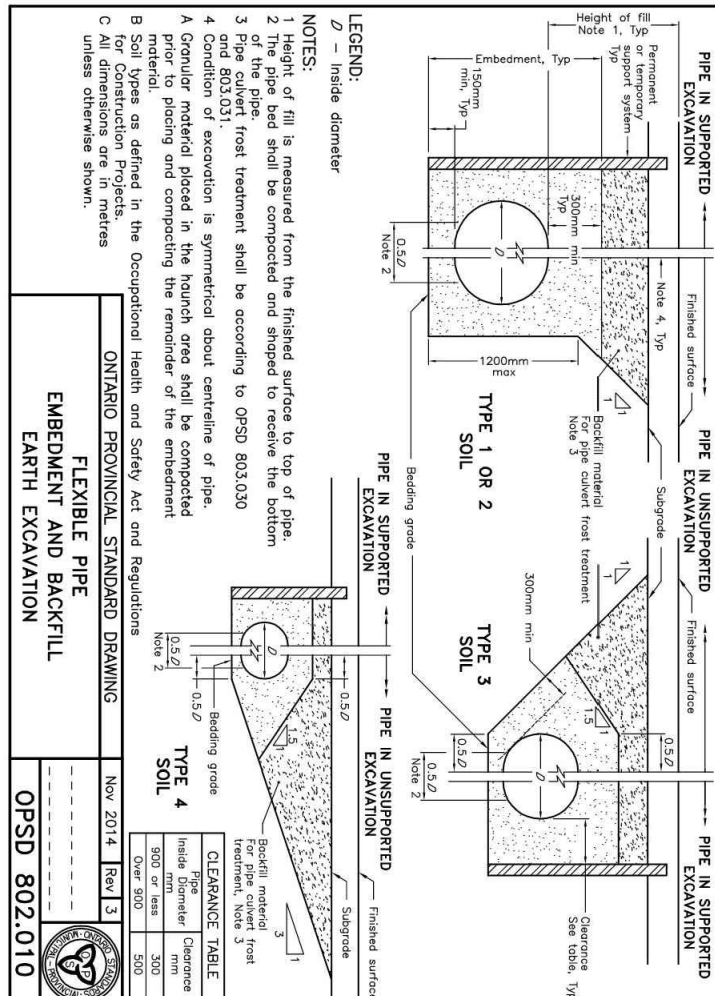 PIPE IN SUPPORTED
EXCAVATION
PIPE IN UNSUPPORTED
EXCAVATION
PIPE IN SUPPORTED
EXCAVATION
Height of fill
Note 1, Typ
Permanent
or temporary
support system
Typ
Embedment, Typ
150mm
min, Typ
300mm min
Typ
Note 4, Typ
Finished surface
Subgrade
Finished surface
D
0.5D
Note 2
1200mm
max
1
1
Backfill material
For pipe culvert frost treatment
Note 3
TYPE 1 OR 2
SOIL
Bedding grade
1
1
300mm min
TYPE 3
SOIL
1.5
1
0.5D
0.5D
D
0.5D
Note 2
Clearance
See table, Typ
PIPE IN SUPPORTED
EXCAVATION
PIPE IN UNSUPPORTED
EXCAVATION
Finished surface
Subgrade
D
0.5D
Note 2
0.5D
0.5D
1.5
1
Bedding grade
TYPE 4
SOIL
3
1
Backfill material
For pipe culvert frost
treatment, Note 3
LEGEND:
D – Inside diameter
NOTES:
1 Height of fill is measured from the finished surface to top of pipe.
2 The pipe bed shall be compacted and shaped to receive the bottom
of the pipe.
3 Pipe culvert frost treatment shall be according to OPSD 803.030
and 803.031.
4 Condition of excavation is symmetrical about centreline of pipe.
A Granular material placed in the haunch area shall be compacted
prior to placing and compacting the remainder of the embedment
material.
B Soil types as defined in the Occupational Health and Safety Act and Regulations
for Construction Projects.
C All dimensions are in metres
unless otherwise shown.
CLEARANCE TABLE
Pipe
Inside Diameter
mm
Clearance
mm
900 or less
300
Over 900
500
ONTARIO PROVINCIAL STANDARD DRAWING
Nov 2014
Rev 3
FLEXIBLE PIPE
EMBEDMENT AND BACKFILL
EARTH EXCAVATION
OPSD 802.010